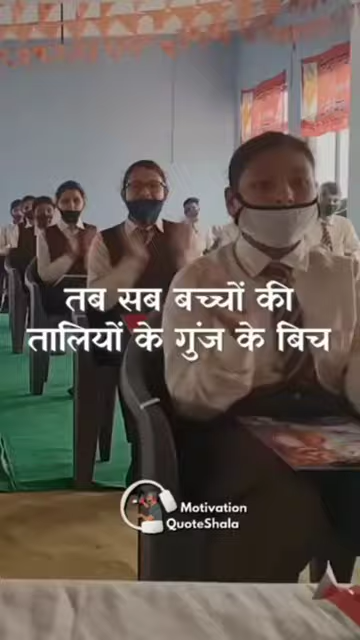 तब सब बच्चों की
तालियों के गुंज के बिच
Motivation
QuoteShala